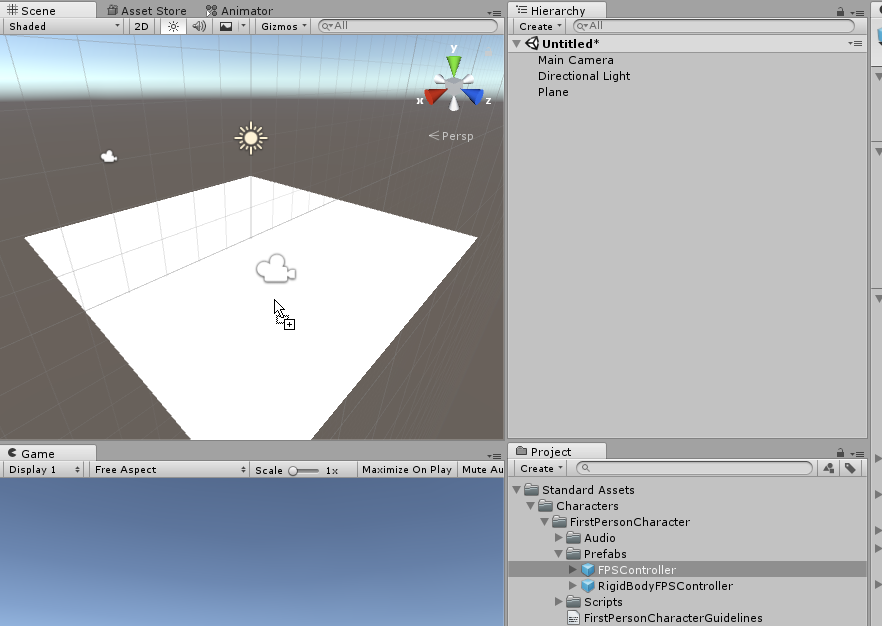 Scene Asset Store Animator
Shaded 2D Gizmos All
y
x z
Persp
Hierarchy
Create All
Untitled*
Main Camera
Directional Light
Plane
Game
Display 1 Free Aspect Scale 1x Maximize On Play Mute Au
Project
Create
Standard Assets
Characters
FirstPersonCharacter
Audio
Prefabs
FPSController
RigidBodyFPSController
Scripts
FirstPersonCharacterGuidelines